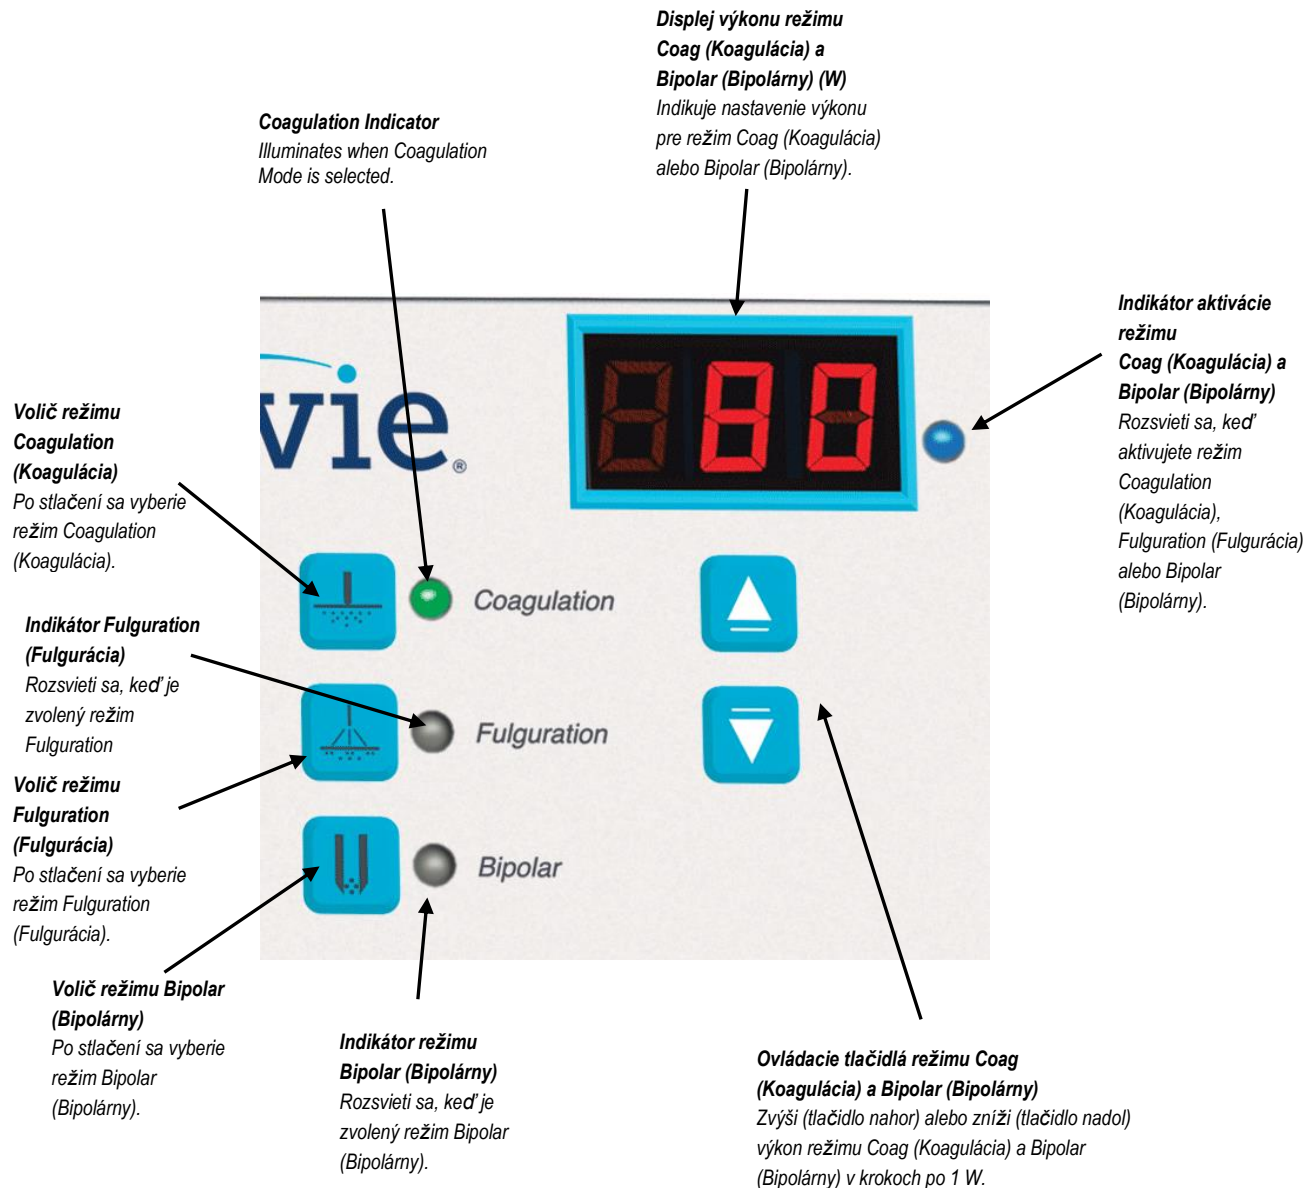 Displej výkonu režimu
Coag (Koagulácia) a
Bipolar (Bipolárny) (W)
Indikuje nastavenie výkonu
pre režim Coag (Koagulácia)
alebo Bipolar (Bipolárny).
Coagulation Indicator
Illuminates when Coagulation
Mode is selected.
Indikátor aktivácie
režimu
Coag (Koagulácia) a
Bipolar (Bipolárny)
Rozsvieti sa, keď
aktivujete režim
Coagulation
(Koagulácia),
Fulguration (Fulgurácia)
alebo Bipolar
(Bipolárny).
vie®
80
Volič režimu
Coagulation
(Koagulácia)
Po stlačení sa vyberie
režim Coagulation
(Koagulácia).
Coagulation
Indikátor Fulguration
(Fulgurácia)
Rozsvieti sa, keď je
zvolený režim
Fulguration
Fulguration
Volič režimu
Fulguration
(Fulgurácia)
Po stlačení sa vyberie
režim Fulguration
(Fulgurácia).
Bipolar
Volič režimu Bipolar
(Bipolárny)
Po stlačení sa vyberie
režim Bipolar
(Bipolárny).
Indikátor režimu
Bipolar (Bipolárny)
Rozsvieti sa, keď je
zvolený režim Bipolar
(Bipolárny).
Ovládacie tlačidlá režimu Coag
(Koagulácia) a Bipolar (Bipolárny)
Zvýši (tlačidlo nahor) alebo zníži (tlačidlo nadol)
výkon režimu Coag (Koagulácia) a Bipolar
(Bipolárny) v krokoch po 1 W.